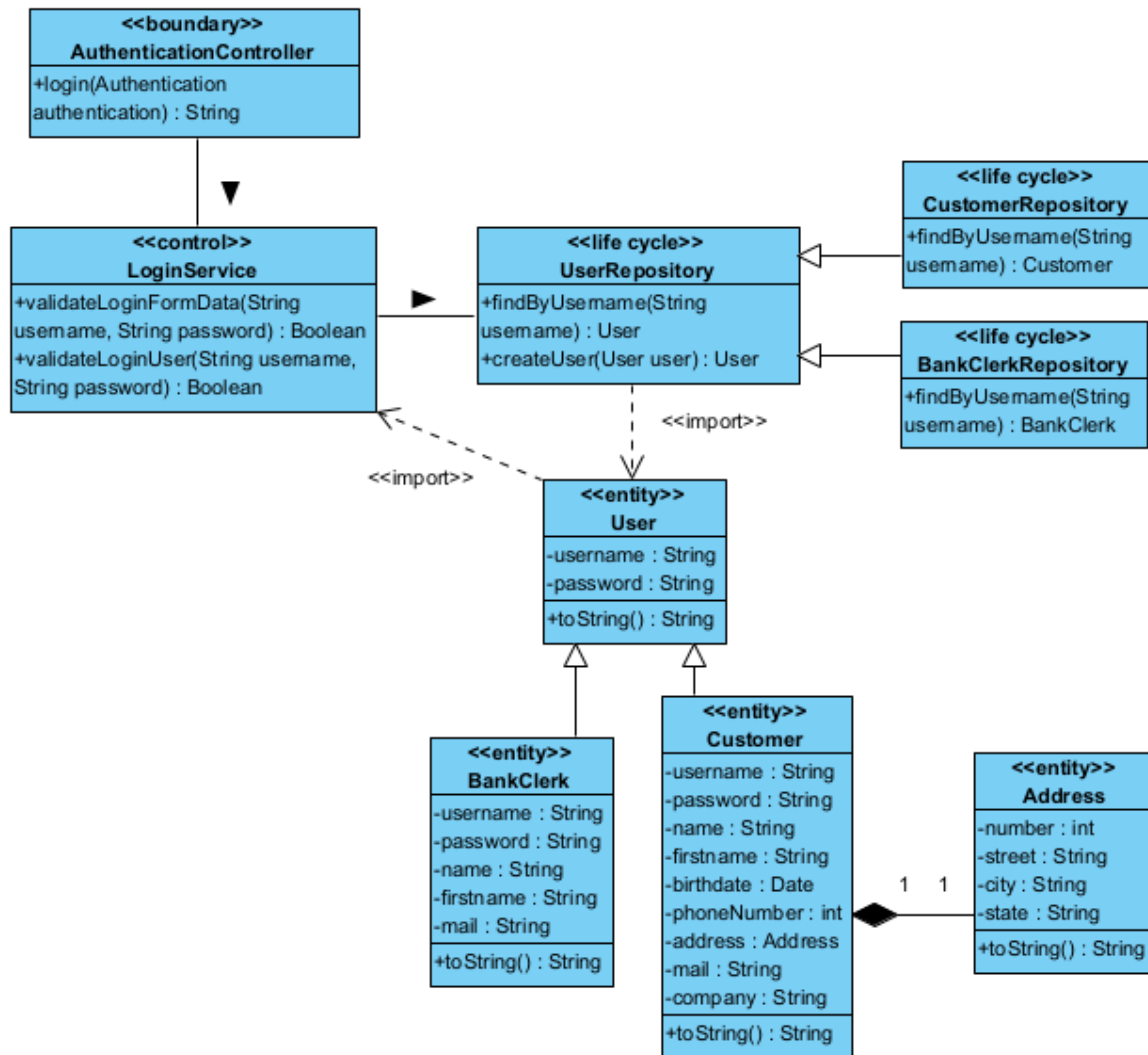 <<boundary>>
AuthenticationController
+login(Authentication
authentication) : String
<<control>>
LoginService
+validateLoginFormData(String
username, String password) : Boolean
+validateLoginUser(String username,
String password) : Boolean
<<life cycle>>
UserRepository
+findByUsername(String
username) : User
+createUser(User user) : User
<<life cycle>>
CustomerRepository
+findByUsername(String
username) : Customer
<<life cycle>>
BankClerkRepository
+findByUsername(String
username) : BankClerk
<<import>>
<<import>>
<<entity>>
User
-username : String
-password : String
+toString() : String
<<entity>>
BankClerk
-username : String
-password : String
-name : String
-firstname : String
-mail : String
+toString() : String
<<entity>>
Customer
-username : String
-password : String
-name : String
-firstname : String
-birthdate : Date
-phoneNumber : int
-address : Address
-mail : String
-company : String
+toString() : String
1 1
<<entity>>
Address
-number : int
-street : String
-city : String
-state : String
+toString() : String